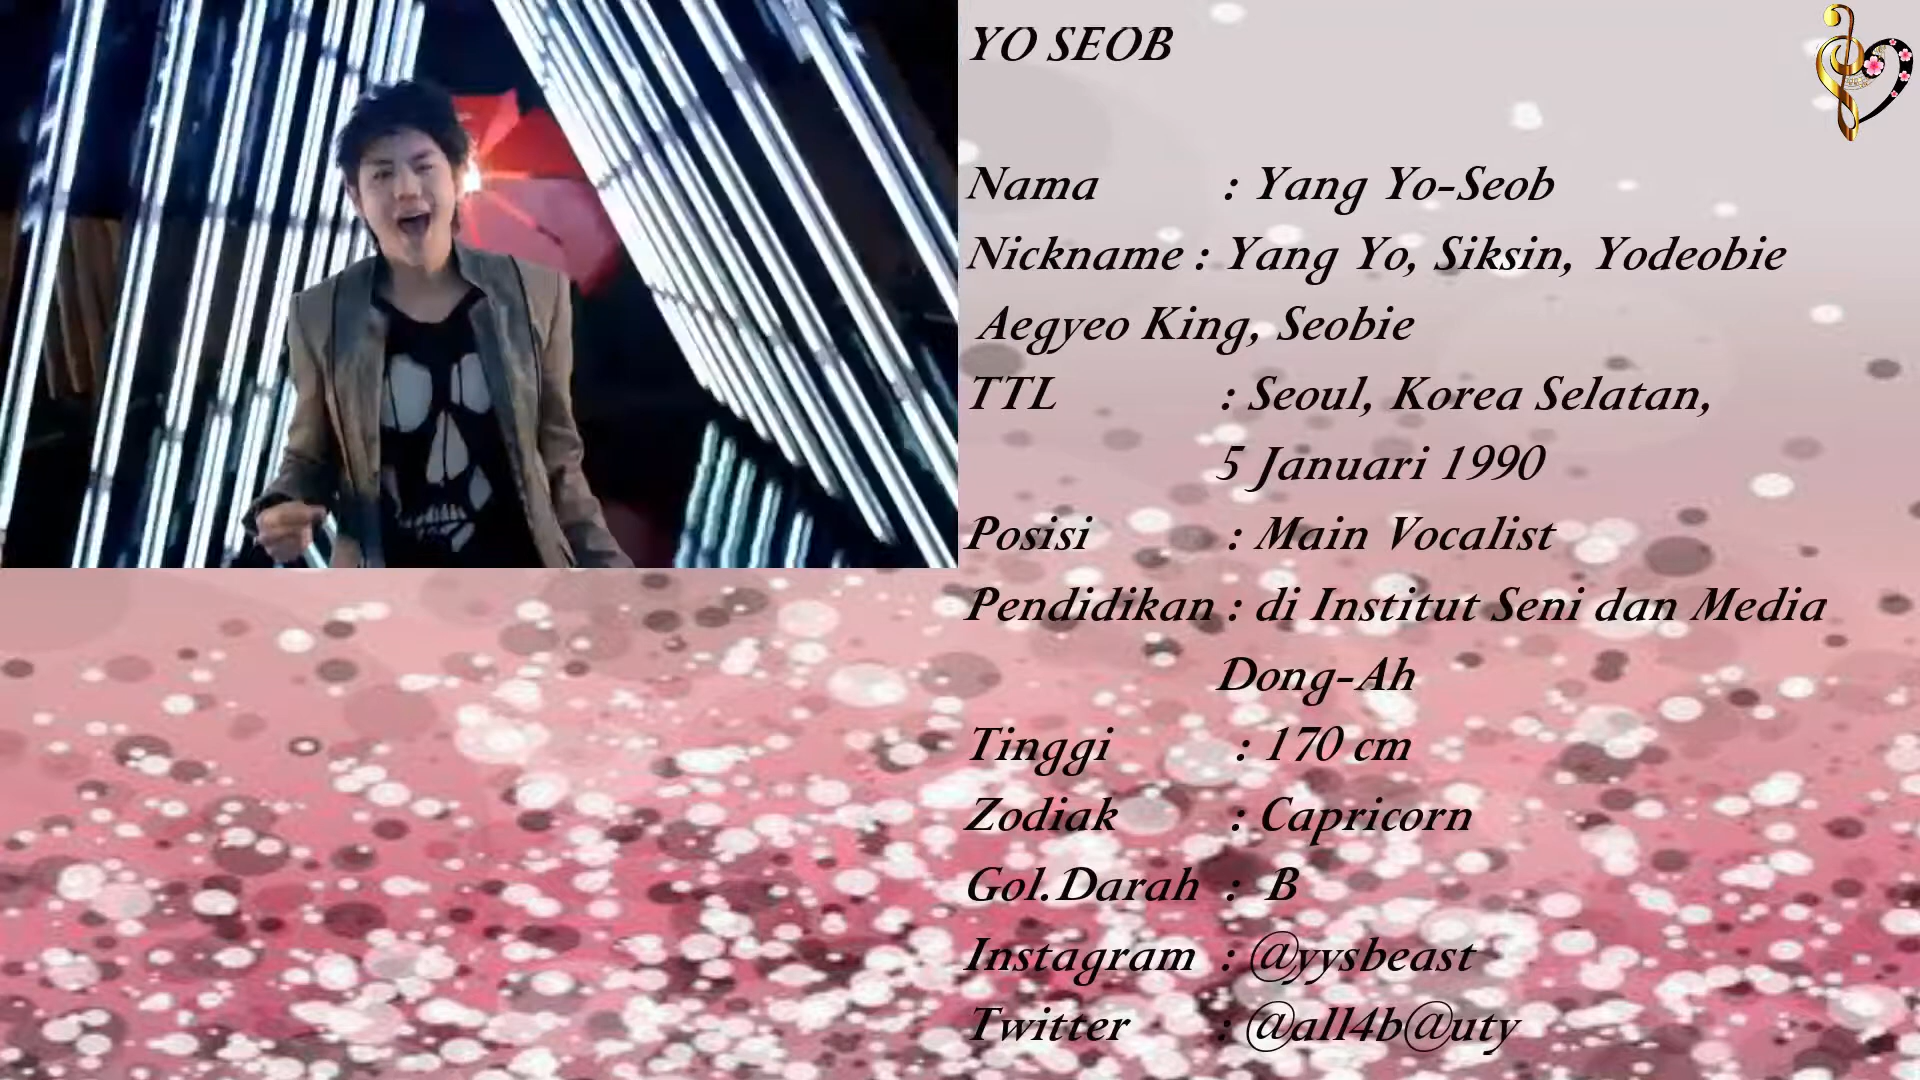 YO SEOB
Nama : Yang Yo-Seob
Nickname : Yang Yo, Siksin, Yodeobie
Aegyeo King, Seobie
TTL : Seoul, Korea Selatan,
5 Januari 1990
Posisi : Main Vocalist
Pendidikan : di Institut Seni dan Media
Dong-Ah
Tinggi : 170 cm
Zodiak : Capricorn
Gol.Darah : B
Instagram : @yysbeast
Twitter : @all4b@uty